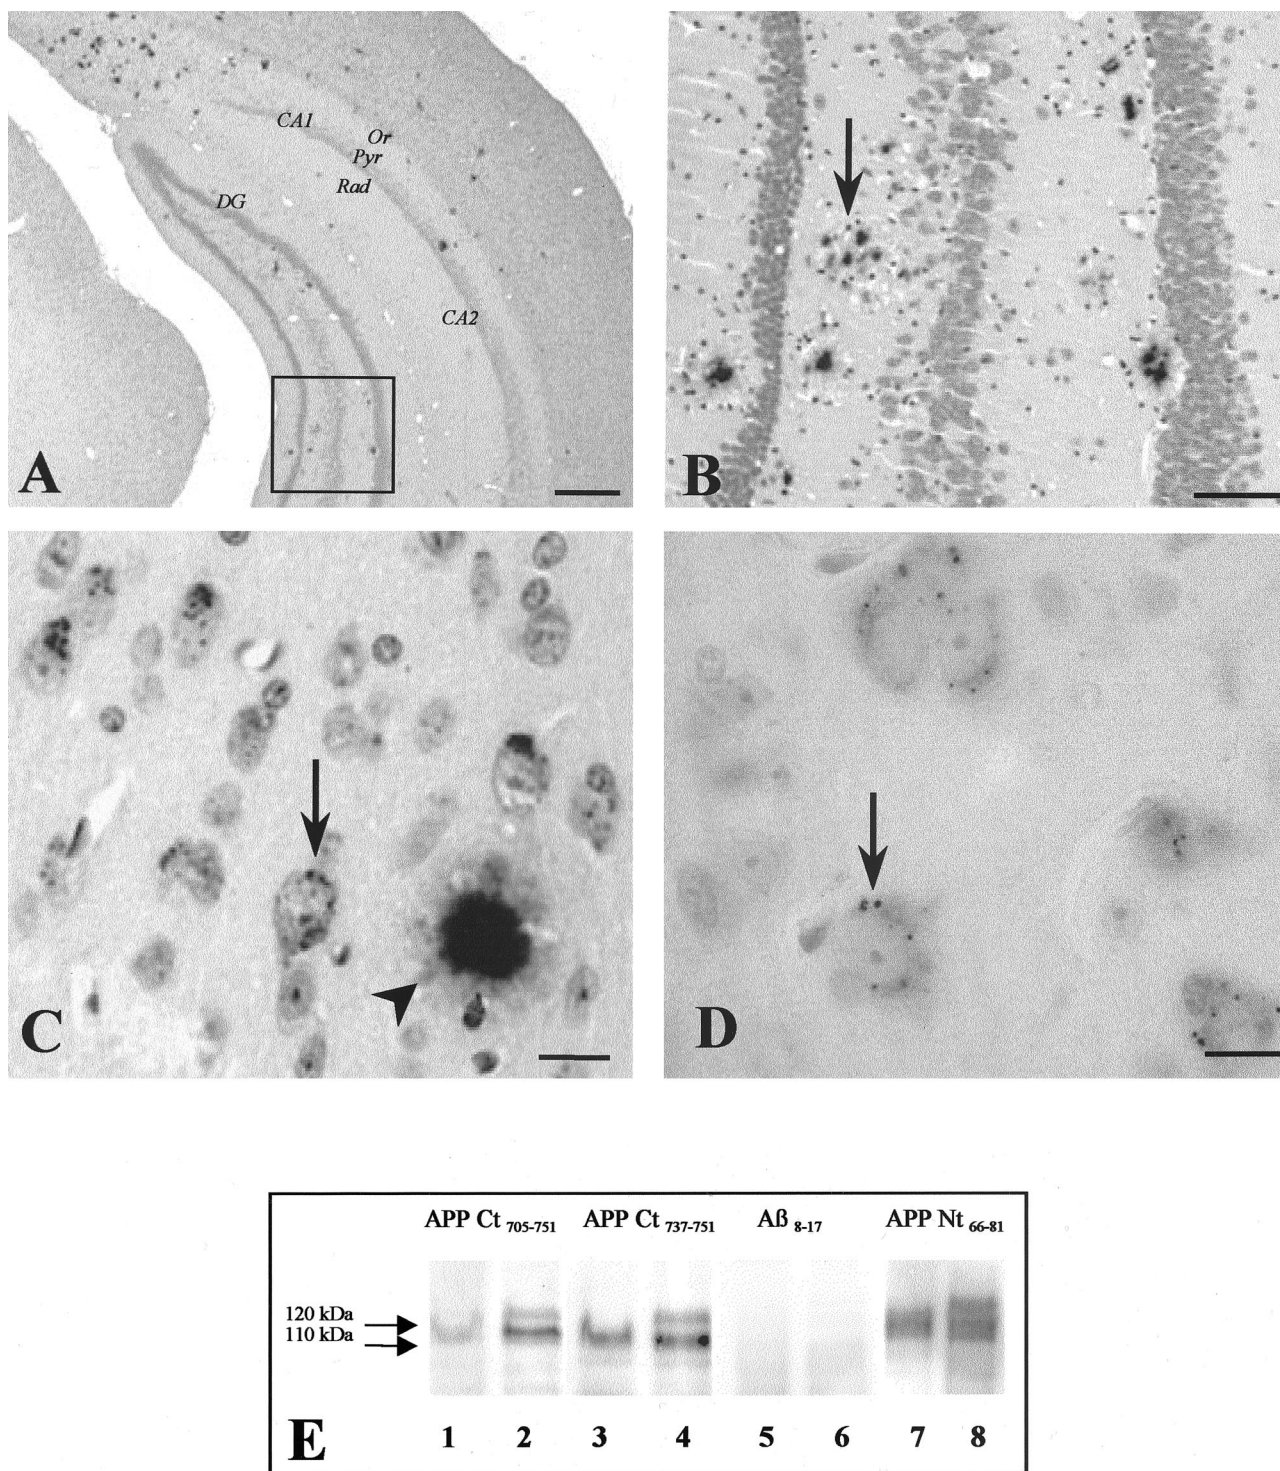 CA1
Or
Pyr
Rad
DG
CA2
A
B
C
D
APP Ct 705-751 APP Ct 737-751 Aß 8-17 APP Nt 66-81
120 kDa
110 kDa
E 1 2 3 4 5 6 7 8